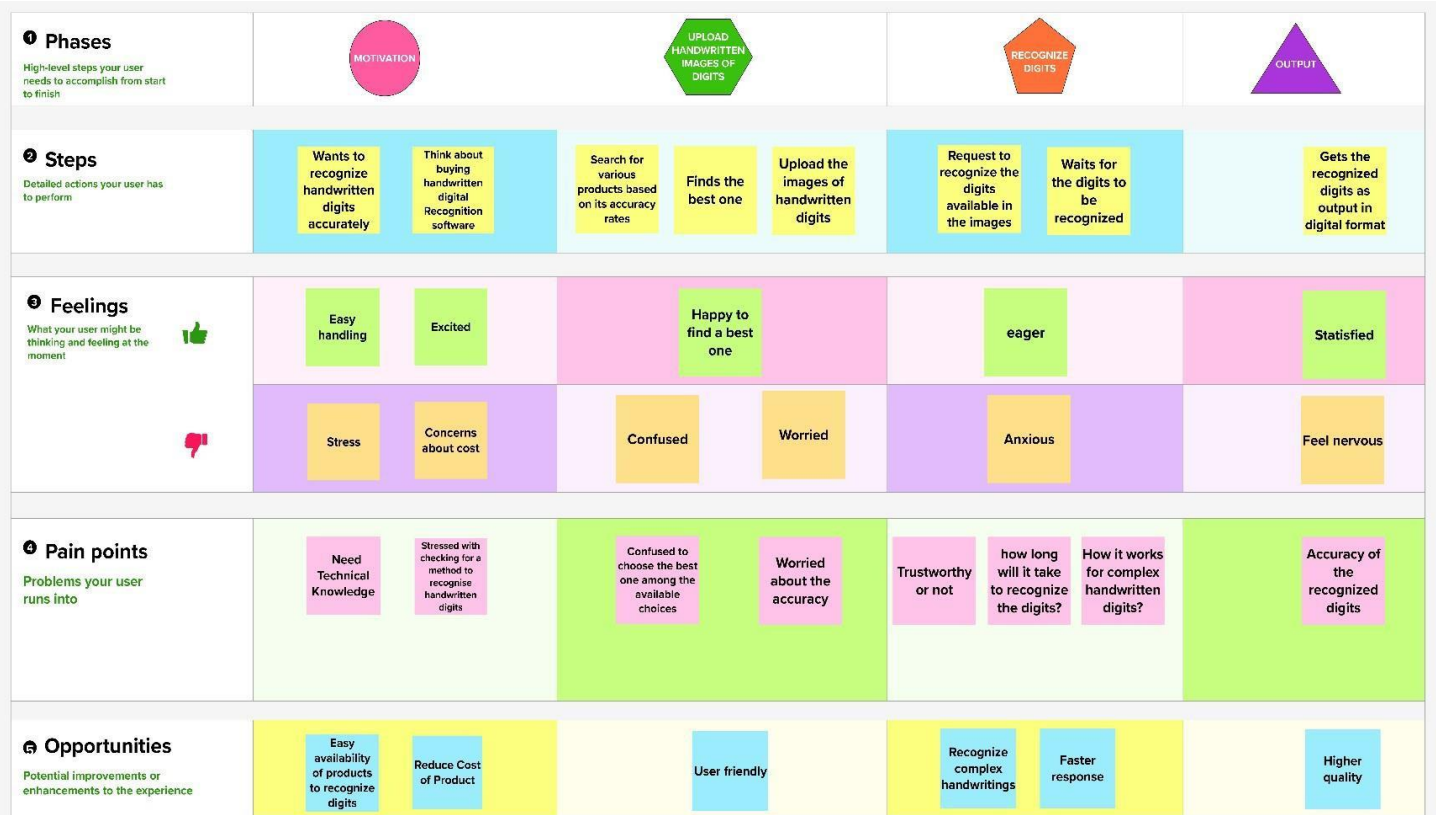 1 Phases
High-level steps your user
needs to accomplish from start
to finish
MOTIVATION
UPLOAD
HANDWRITTEN
IMAGES OF
DIGITS
RECOGNIZE
DIGITS
OUTPUT
2 Steps
Detailed actions your user has
to perform
Wants to
recognize
handwritten
digits
accurately
Think about
buying
handwritten
digital
Recognition
software
Search for
various
products based
on its accuracy
rates
Finds the
best one
Upload the
images of
handwritten
digits
Request to
recognize the
digits
available in
the images
Waits for
the digits to
be
recognized
Gets the
recognized
digits as
output in
digital format
3 Feelings
What your user might be
thinking and feeling at the
moment
Easy
handling
Excited
Happy to
find a best
one
eager
Statisfied
Stress
Concerns
about cost
Confused
Worried
Anxious
Feel nervous
4 Pain points
Problems your user
runs into
Need
Technical
Knowledge
Stressed with
checking for a
method to
recognise
handwritten
digits
Confused to
choose the best
one among the
available
choices
Worried
about the
accuracy
Trustworthy
or not
how long
will it take
to recognize
the digits?
How it works
for complex
handwritten
digits?
Accuracy of
the
recognized
digits
5 Opportunities
Potential improvements or
enhancements to the experience
Easy
availability
of products
to recognize
digits
Reduce Cost
of Product
User friendly
Recognize
complex
handwritings
Faster
response
Higher
quality